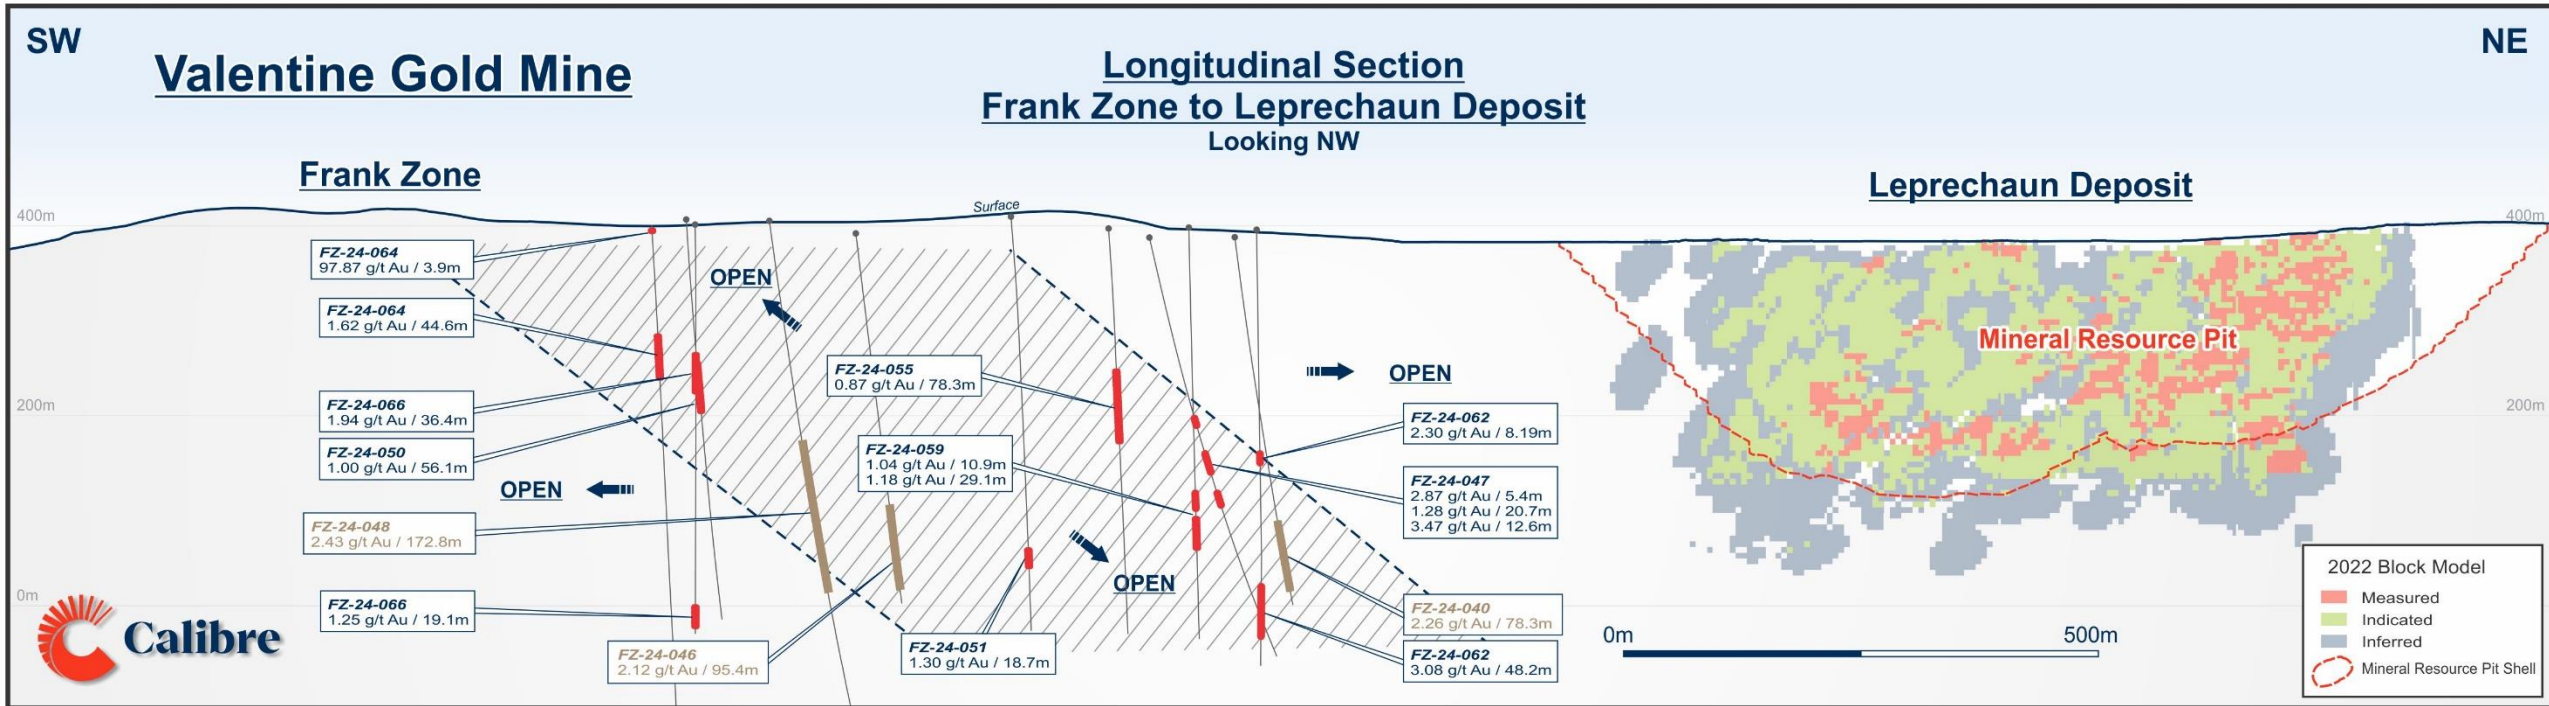 SW
NE
Valentine Gold Mine
Longitudinal Section
Frank Zone to Leprechaun Deposit
Looking NW
Frank Zone
Leprechaun Deposit
Surface
400m
400m
FZ-24-064
97.87 g/t Au / 3.9m
OPEN
FZ-24-064
1.62 g/t Au / 44.6m
Mineral Resource Pit
FZ-24-055
0.87 g/t Au / 78.3m
OPEN
200m
200m
FZ-24-066
1.94 g/t Au / 36.4m
FZ-24-062
2.30 g/t Au / 8.19m
FZ-24-050
1.00 g/t Au / 56.1m
FZ-24-059
1.04 g/t Au / 10.9m
1.18 g/t Au / 29.1m
FZ-24-047
2.87 g/t Au / 5.4m
1.28 g/t Au / 20.7m
3.47 g/t Au / 12.6m
OPEN
FZ-24-048
2.43 g/t Au / 172.8m
OPEN
0m
FZ-24-066
1.25 g/t Au / 19.1m
FZ-24-040
2.26 g/t Au / 78.3m
Calibre
FZ-24-046
2.12 g/t Au / 95.4m
FZ-24-051
1.30 g/t Au / 18.7m
FZ-24-062
3.08 g/t Au / 48.2m
0m
500m
2022 Block Model
Measured
Indicated
Inferred
Mineral Resource Pit Shell